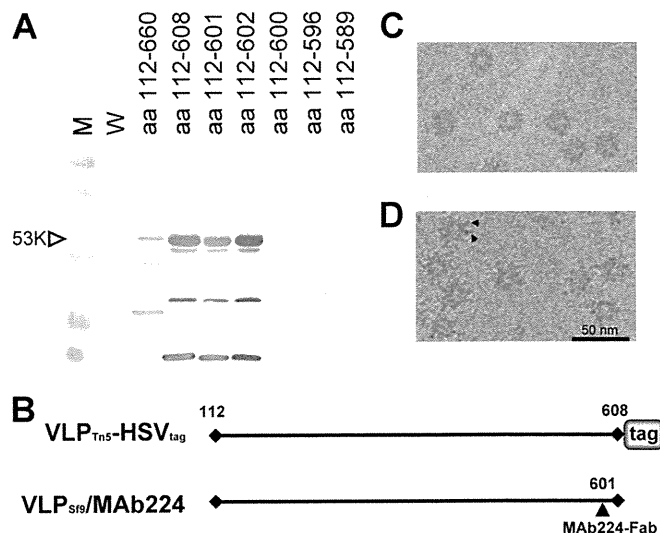 A
M
W
aa 112-660
aa 112-608
aa 112-601
aa 112-602
aa 112-600
aa 112-596
aa 112-589
53K
C
D
50 nm
B
112
608
VLPTn5-HSVtag
tag
601
VLPSf9/MAb224
MAb224-Fab